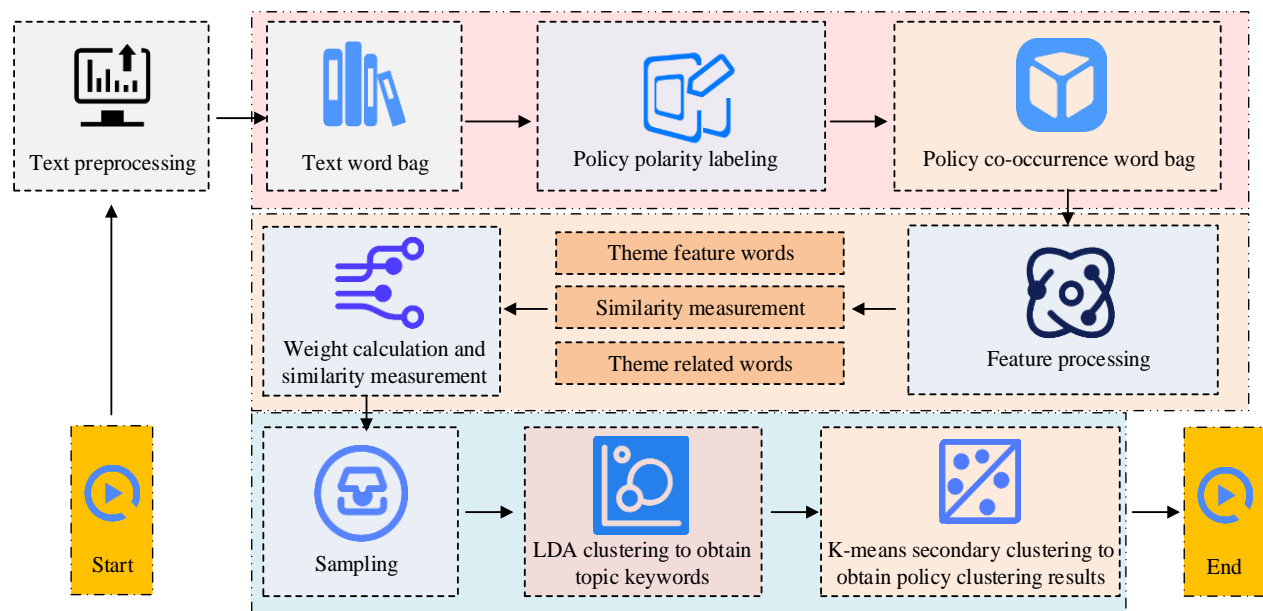 Text preprocessing
Text word bag
Policy polarity labeling
Policy co-occurrence word bag
Theme feature words
Similarity measurement
Theme related words
Weight calculation and
similarity measurement
Feature processing
Start
Sampling
LDA clustering to obtain
topic keywords
K-means secondary clustering to
obtain policy clustering results
End